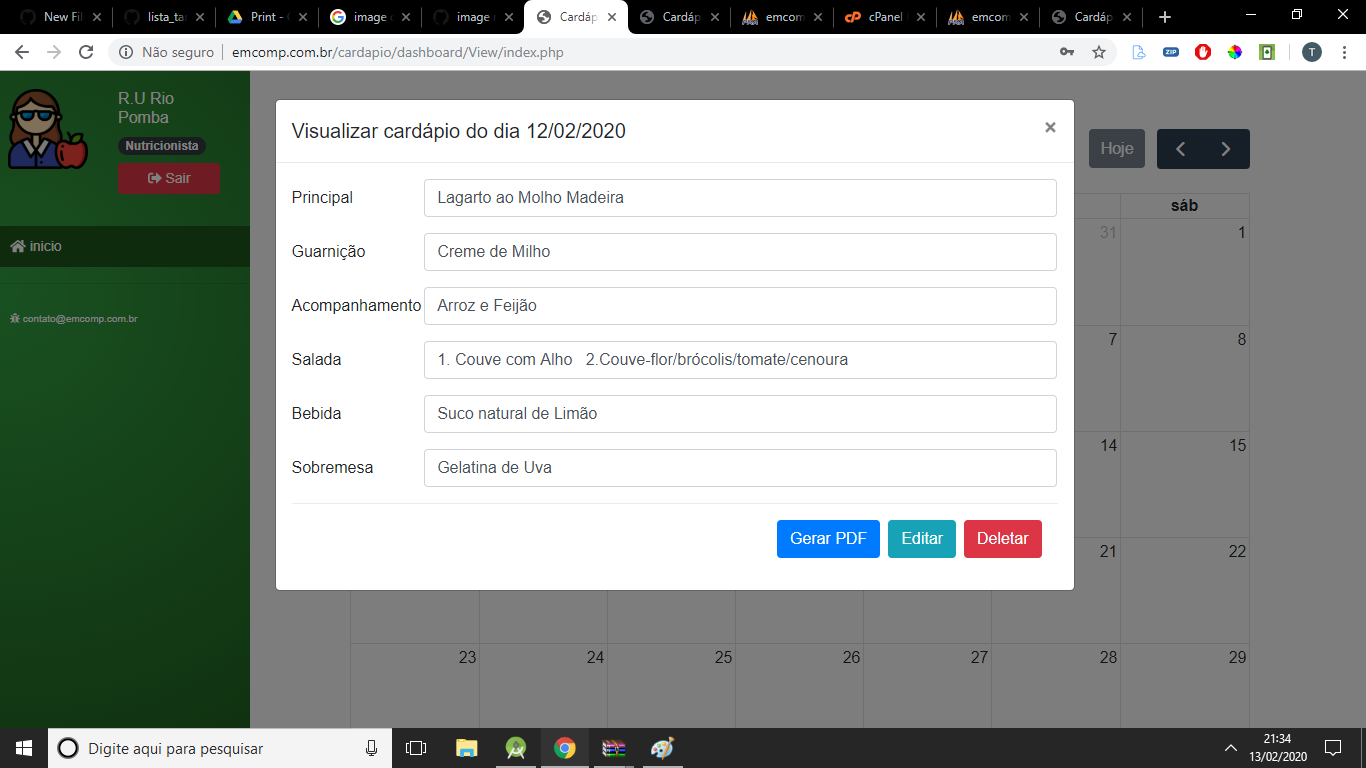 New Fil
lista_ta
Print - 
image 
image 
Cardáp
Cardáp
emcom
cPanel
emcom
Cardáp
Não seguro | emcomp.com.br/cardapio/dashboard/View/index.php
ZIP
T
R.U Rio
Pomba
Nutricionista
Sair
inicio
contato@emcomp.com.br
Visualizar cardápio do dia 12/02/2020
×
Principal Lagarto ao Molho Madeira
Guarnição Creme de Milho
Acompanhamento Arroz e Feijão
Salada 1. Couve com Alho 2.Couve-flor/brócolis/tomate/cenoura
Bebida Suco natural de Limão
Sobremesa Gelatina de Uva
Gerar PDF Editar Deletar
Hoje
sáb
31 1
7 8
14 15
21 22
23 24 25 26 27 28 29
Digite aqui para pesquisar
21:34
13/02/2020